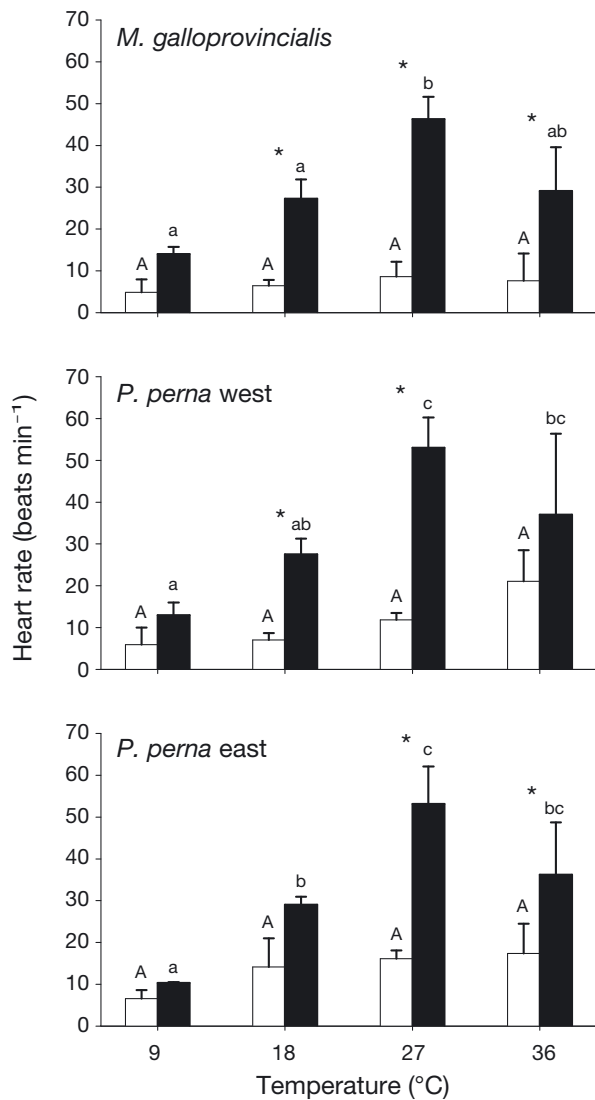 M. galloprovincialis
70
60
50
40
30
20
10
0
A
a
*
A
a
*
A
b
*
A
ab
P. perna west
70
60
50
40
30
20
10
0
A
a
*
A
ab
*
A
c
A
bc
P. perna east
70
60
50
40
30
20
10
0
A
a
A
b
*
A
c
*
A
bc
9 18 27 36
Temperature (°C)
Heart rate (beats min⁻¹)